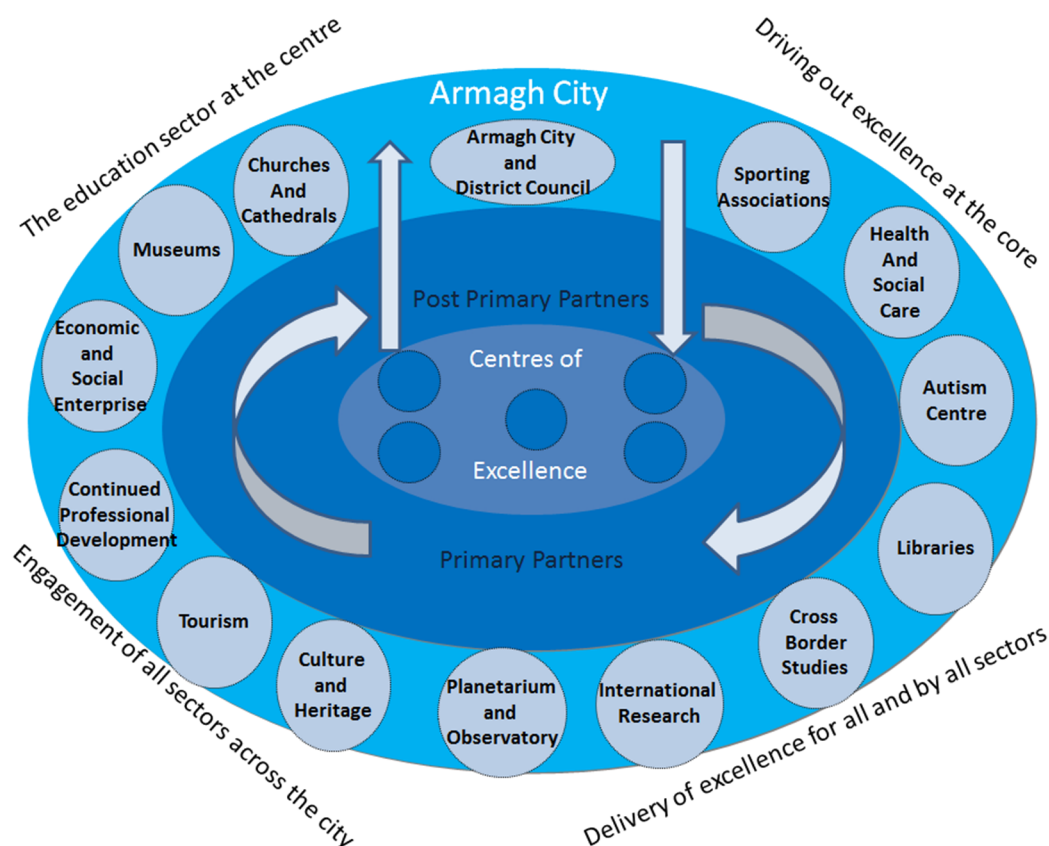 The education sector at the centre
Driving out excellence at the core
Armagh City
Armagh City
and
District Council
Churches
And
Cathedrals
Sporting
Associations
Museums
Health
And
Social
Care
Post Primary Partners
Economic
and
Social
Enterprise
Centres of
Excellence
Autism
Centre
Continued
Professional
Development
Libraries
Primary Partners
Tourism
Cross
Border
Studies
Culture
and
Heritage
Planetarium
and
Observatory
International
Research
Engagement of all sectors across the city
Delivery of excellence for all and by all sectors